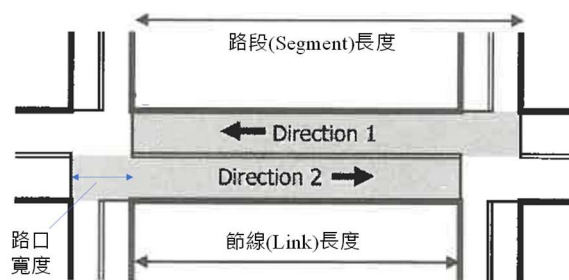 路段(Segment)長度
Direction 1
Direction 2
路口
寬度
節線(Link)長度